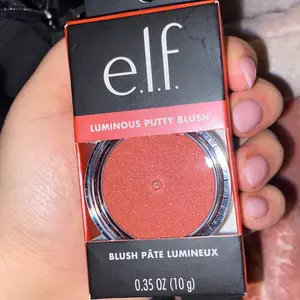 e.l.f.
LUMINOUS PUTTY BLUSH
BLUSH PÂTE LUMINEUX
0.35 OZ (10 g)